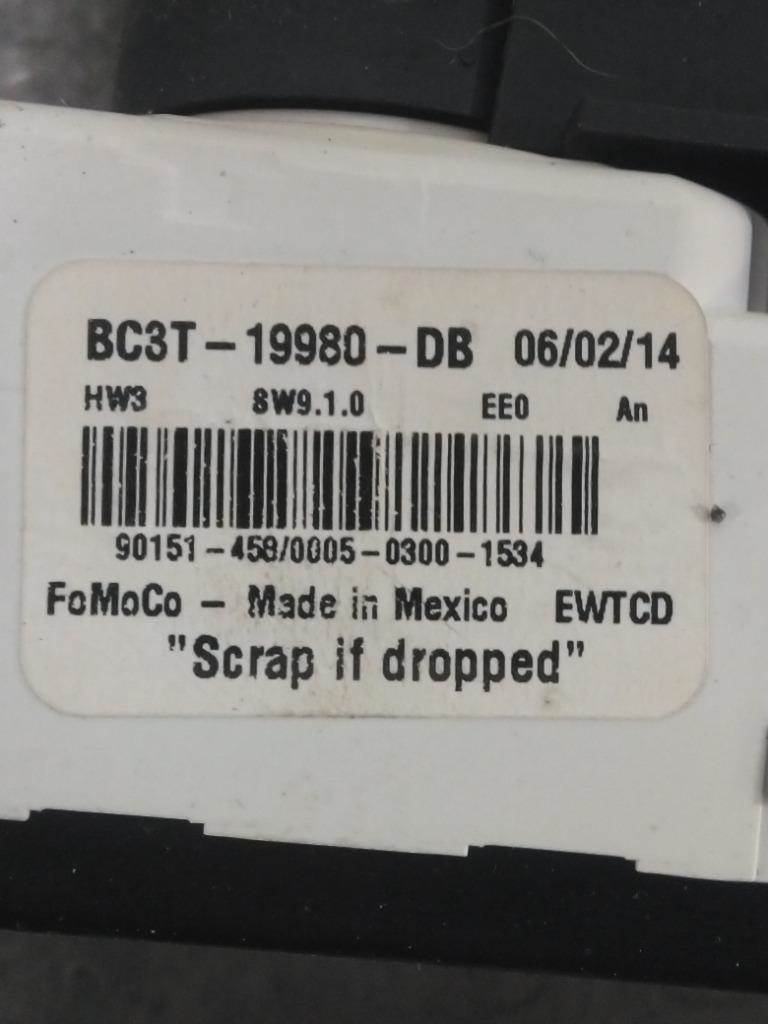 BC3T-19980-DB 06/02/14
HW3 SW9.1.0 EE0 An
90151-458/0005-0300-1534
FoMoCo - Made in Mexico EWTCD
"Scrap if dropped"